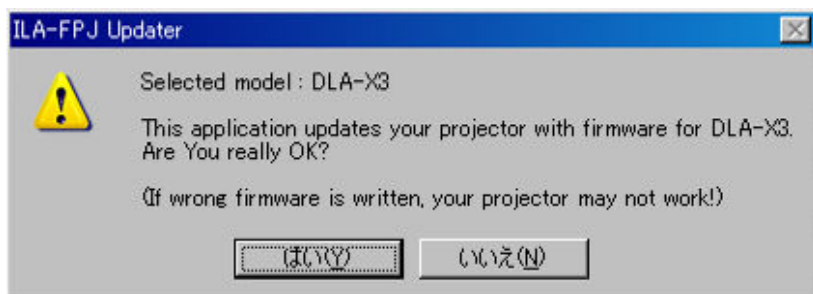 ILA-FPJ Updater
Selected model : DLA-X3
This application updates your projector with firmware for DLA-X3.
Are You really OK?
(If wrong firmware is written, your projector may not work!)
はい(Y)
いいえ(N)